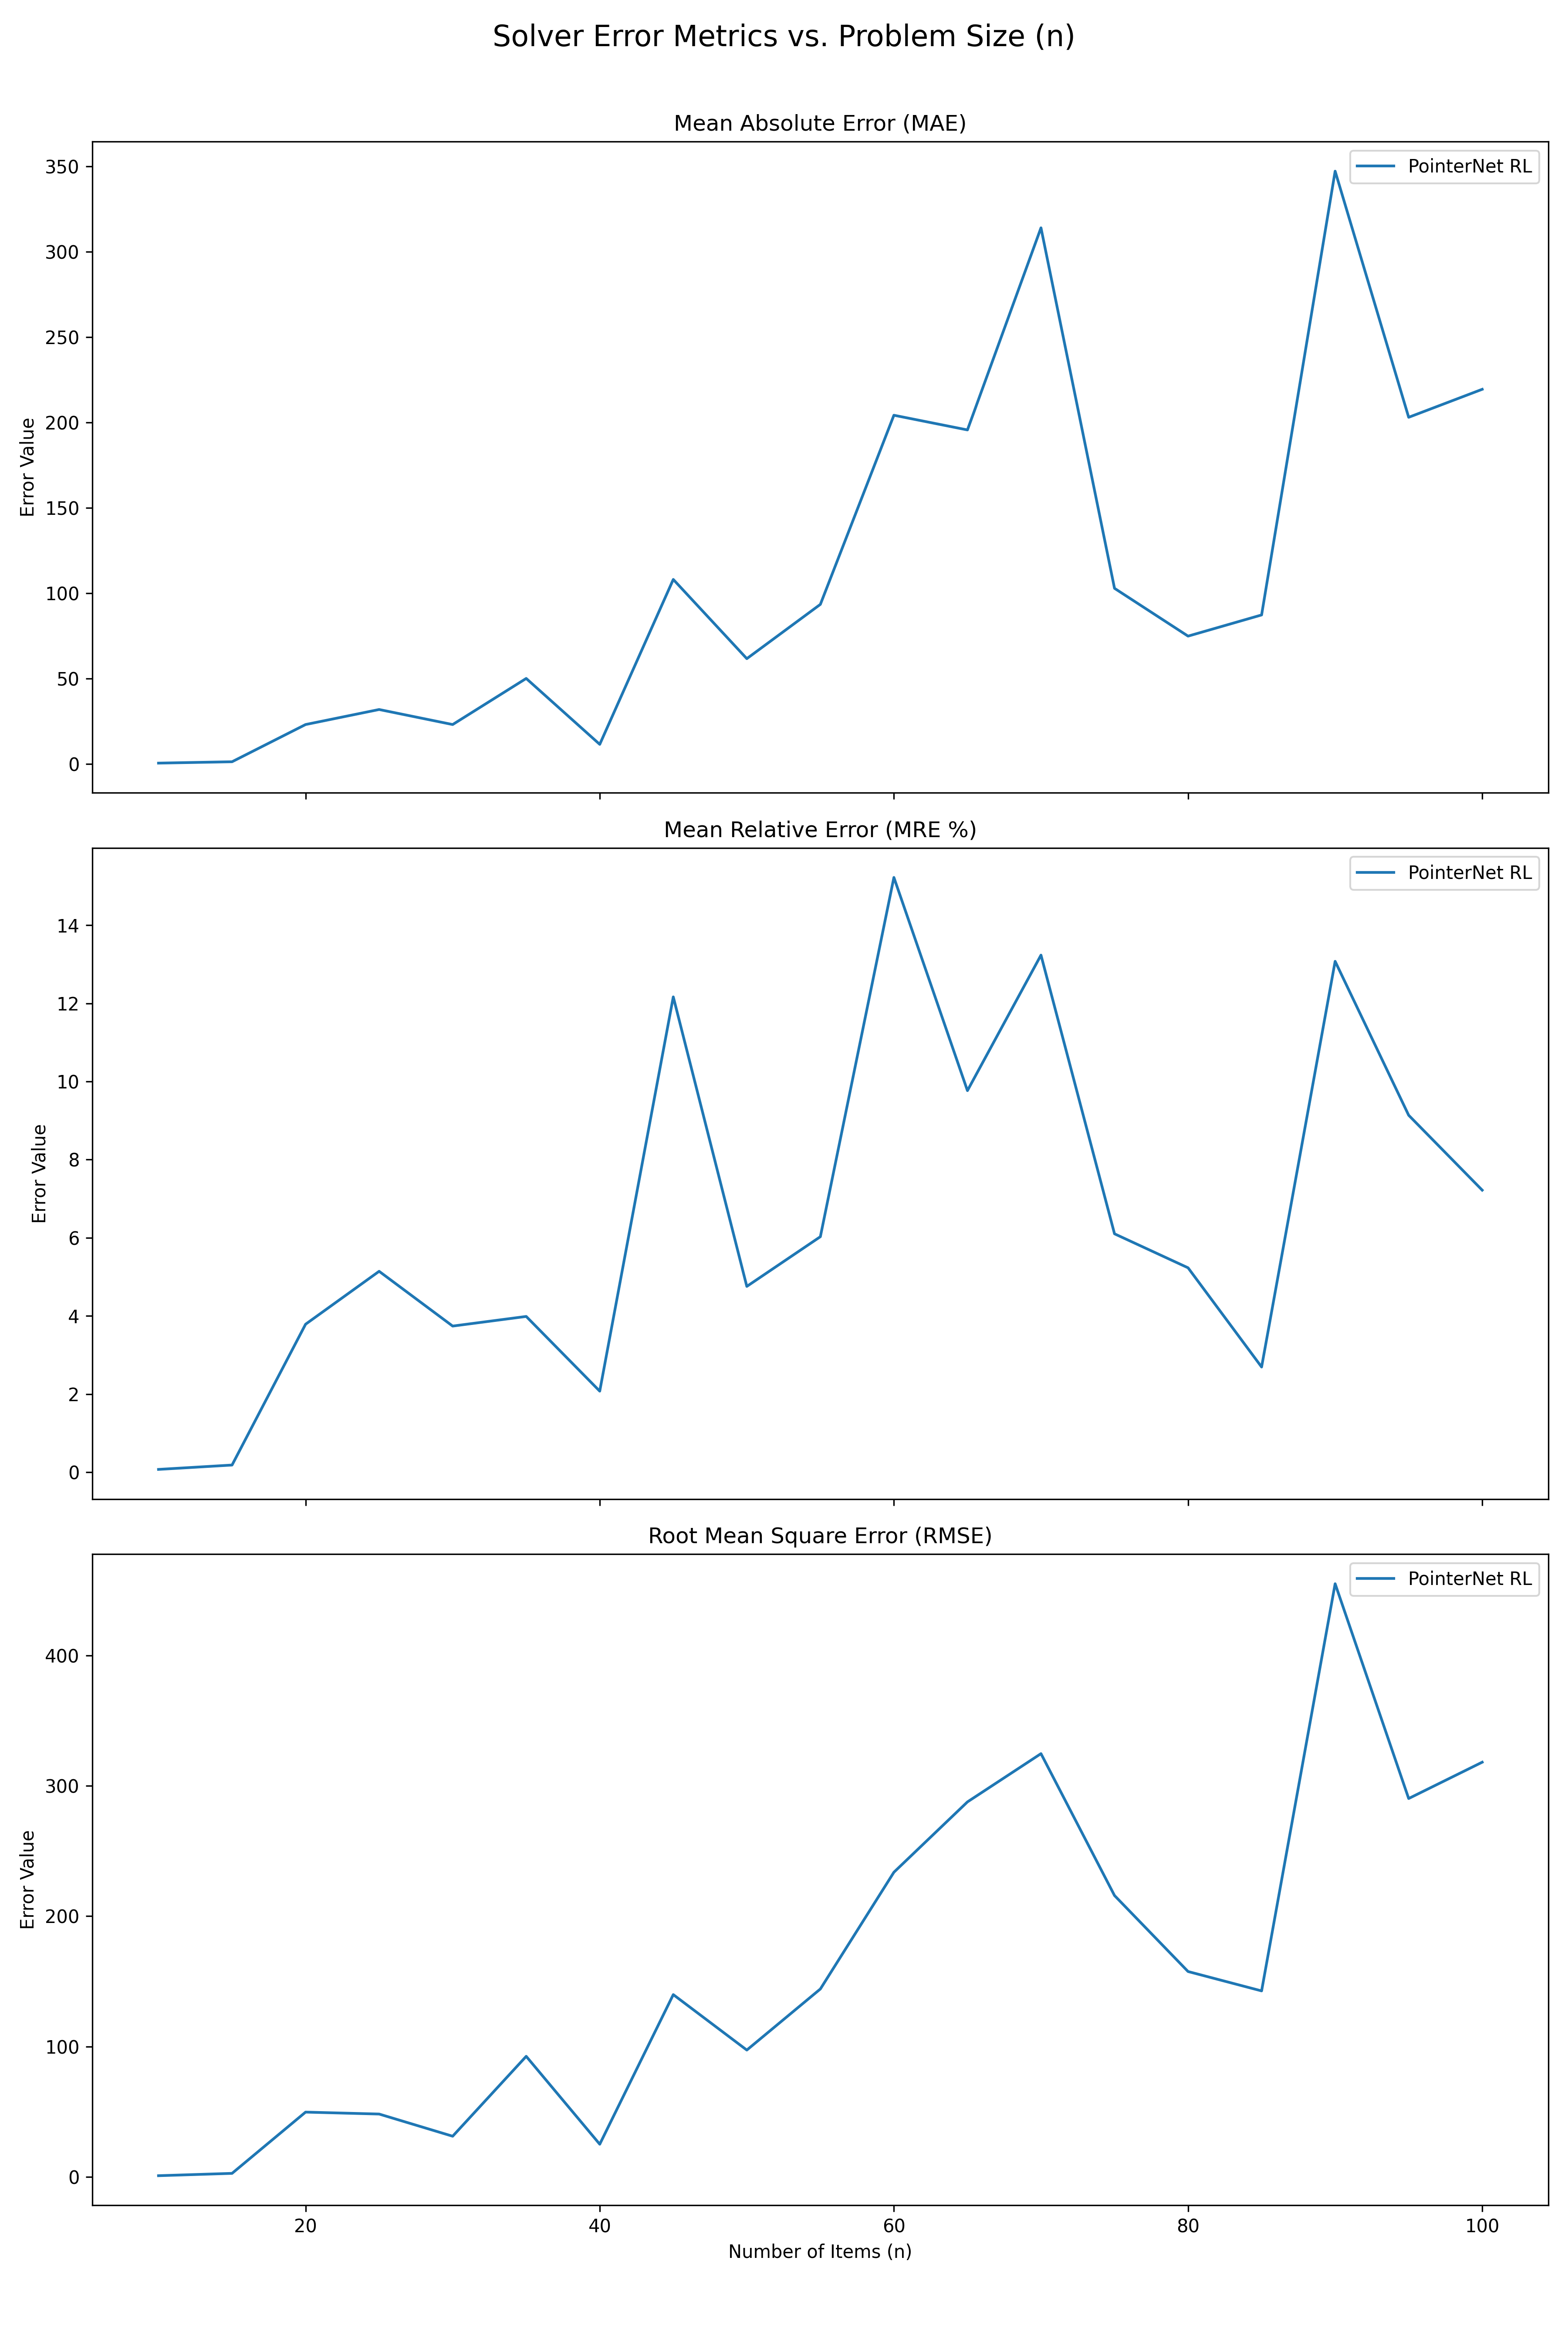 Solver Error Metrics vs. Problem Size (n)
Mean Absolute Error (MAE)
PointerNet RL
350
300
250
200
150
100
50
0
Error Value
Mean Relative Error (MRE %)
PointerNet RL
14
12
10
8
6
4
2
0
Error Value
Root Mean Square Error (RMSE)
PointerNet RL
400
300
200
100
0
Error Value
20 40 60 80 100
Number of Items (n)